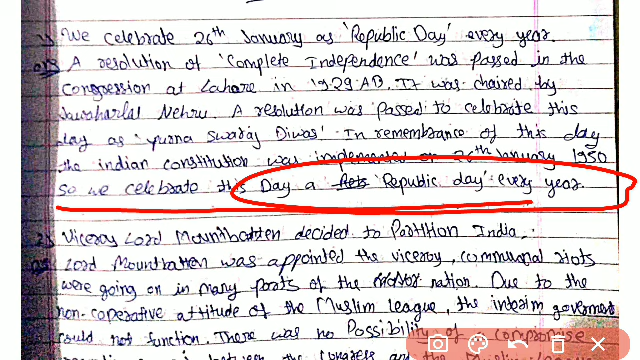 1) We celebrate 26th January as 'Republic Day' every year.
Ans) A resolution of 'Complete Independence' was passed in the
Congression at Lahore in 1929 AD. It was chaired by
Jawaharlal Nehru. A resolution was passed to celebrate this
day as 'purna swaraj Diwas'. In remembrance of this day
the indian constitution was implemented on 26th January 1950
So we celebrate this Day a 'Republic day' every year.
2) Viceroy Lord Mountbatten decided to Partition India.
Lord Mountbatten was appointed the viceroy, communal riots
were going on in many parts of the nation. Due to the
non-coperative attitude of the Muslim league, the interim goverment
could not function. There was no Possibility of compromise
between the Congress and the